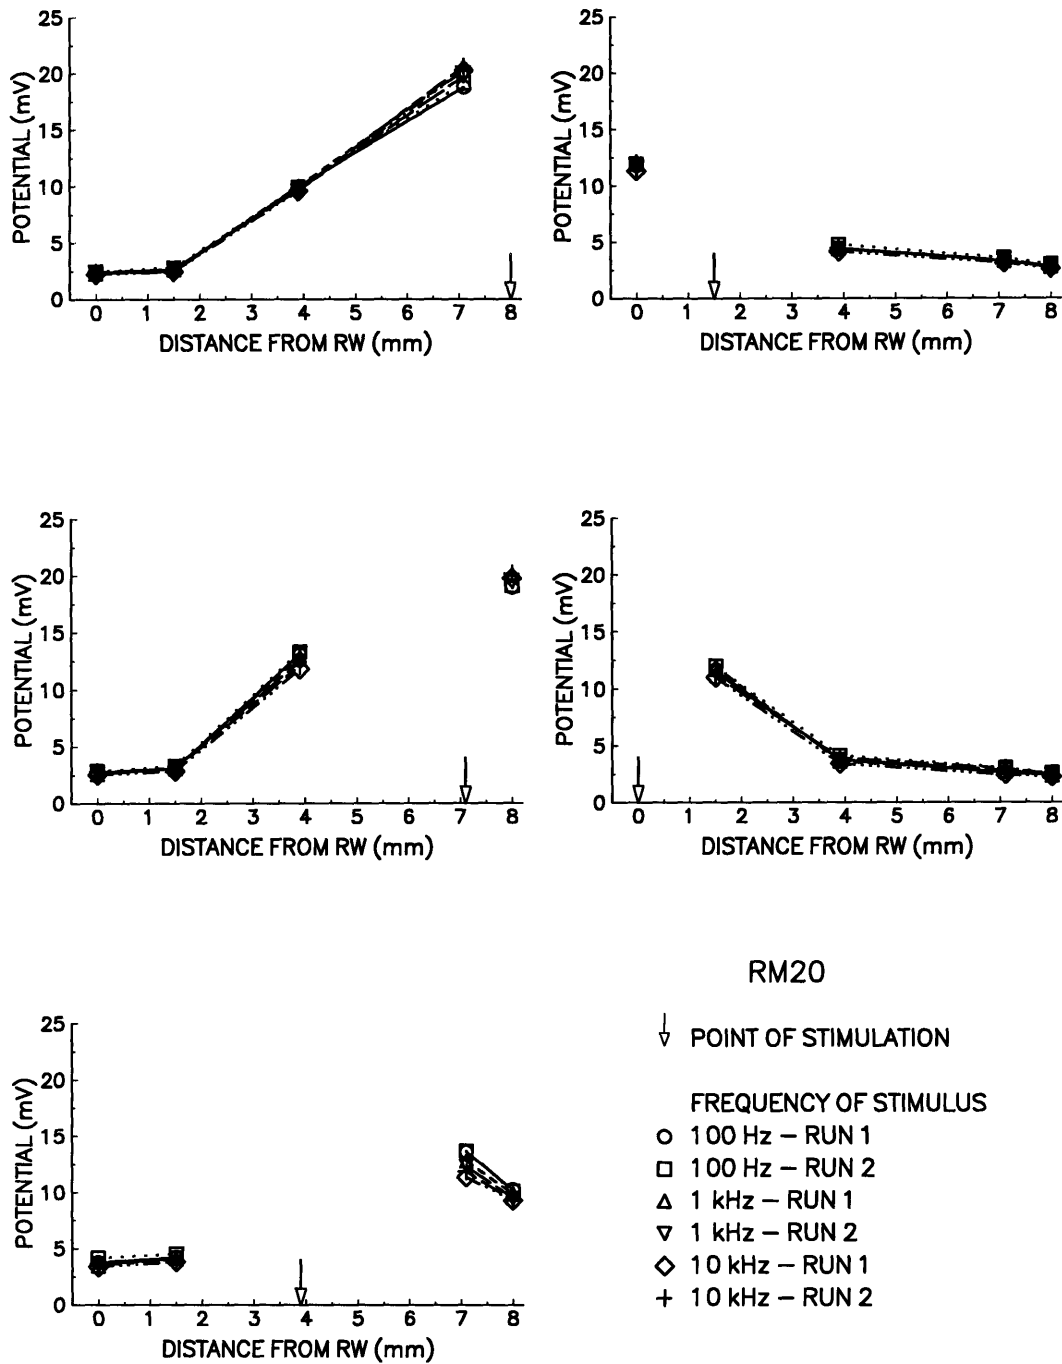 25
20
15
10
5
0
POTENTIAL (mV)
0 1 2 3 4 5 6 7 8
DISTANCE FROM RW (mm)
25
20
15
10
5
0
POTENTIAL (mV)
0 1 2 3 4 5 6 7 8
DISTANCE FROM RW (mm)
25
20
15
10
5
0
POTENTIAL (mV)
0 1 2 3 4 5 6 7 8
DISTANCE FROM RW (mm)
25
20
15
10
5
0
POTENTIAL (mV)
0 1 2 3 4 5 6 7 8
DISTANCE FROM RW (mm)
25
20
15
10
5
0
POTENTIAL (mV)
0 1 2 3 4 5 6 7 8
DISTANCE FROM RW (mm)
RM20
POINT OF STIMULATION
FREQUENCY OF STIMULUS
100 Hz – RUN 1
100 Hz – RUN 2
1 kHz – RUN 1
1 kHz – RUN 2
10 kHz – RUN 1
10 kHz – RUN 2